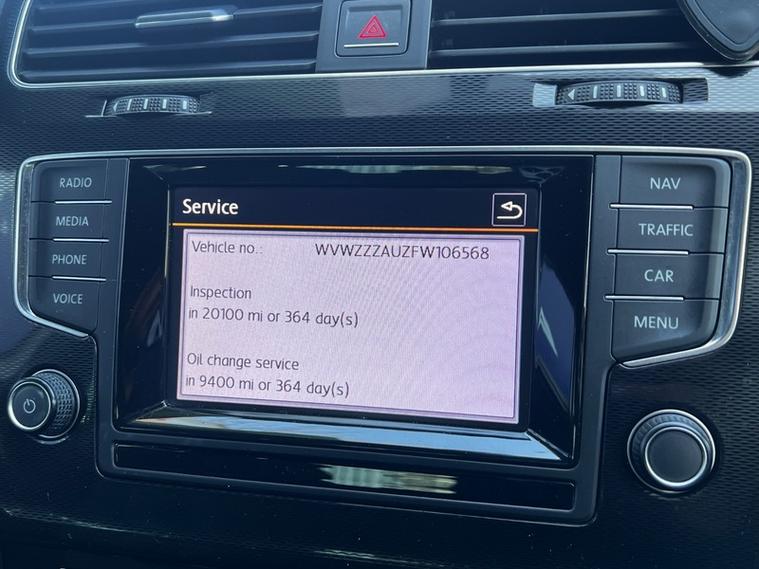 RADIO
MEDIA
PHONE
VOICE
Service
Vehicle no.: WVWZZZAUZFW106568
Inspection
in 20100 mi or 364 day(s)
Oil change service
in 9400 mi or 364 day(s)
NAV
TRAFFIC
CAR
MENU